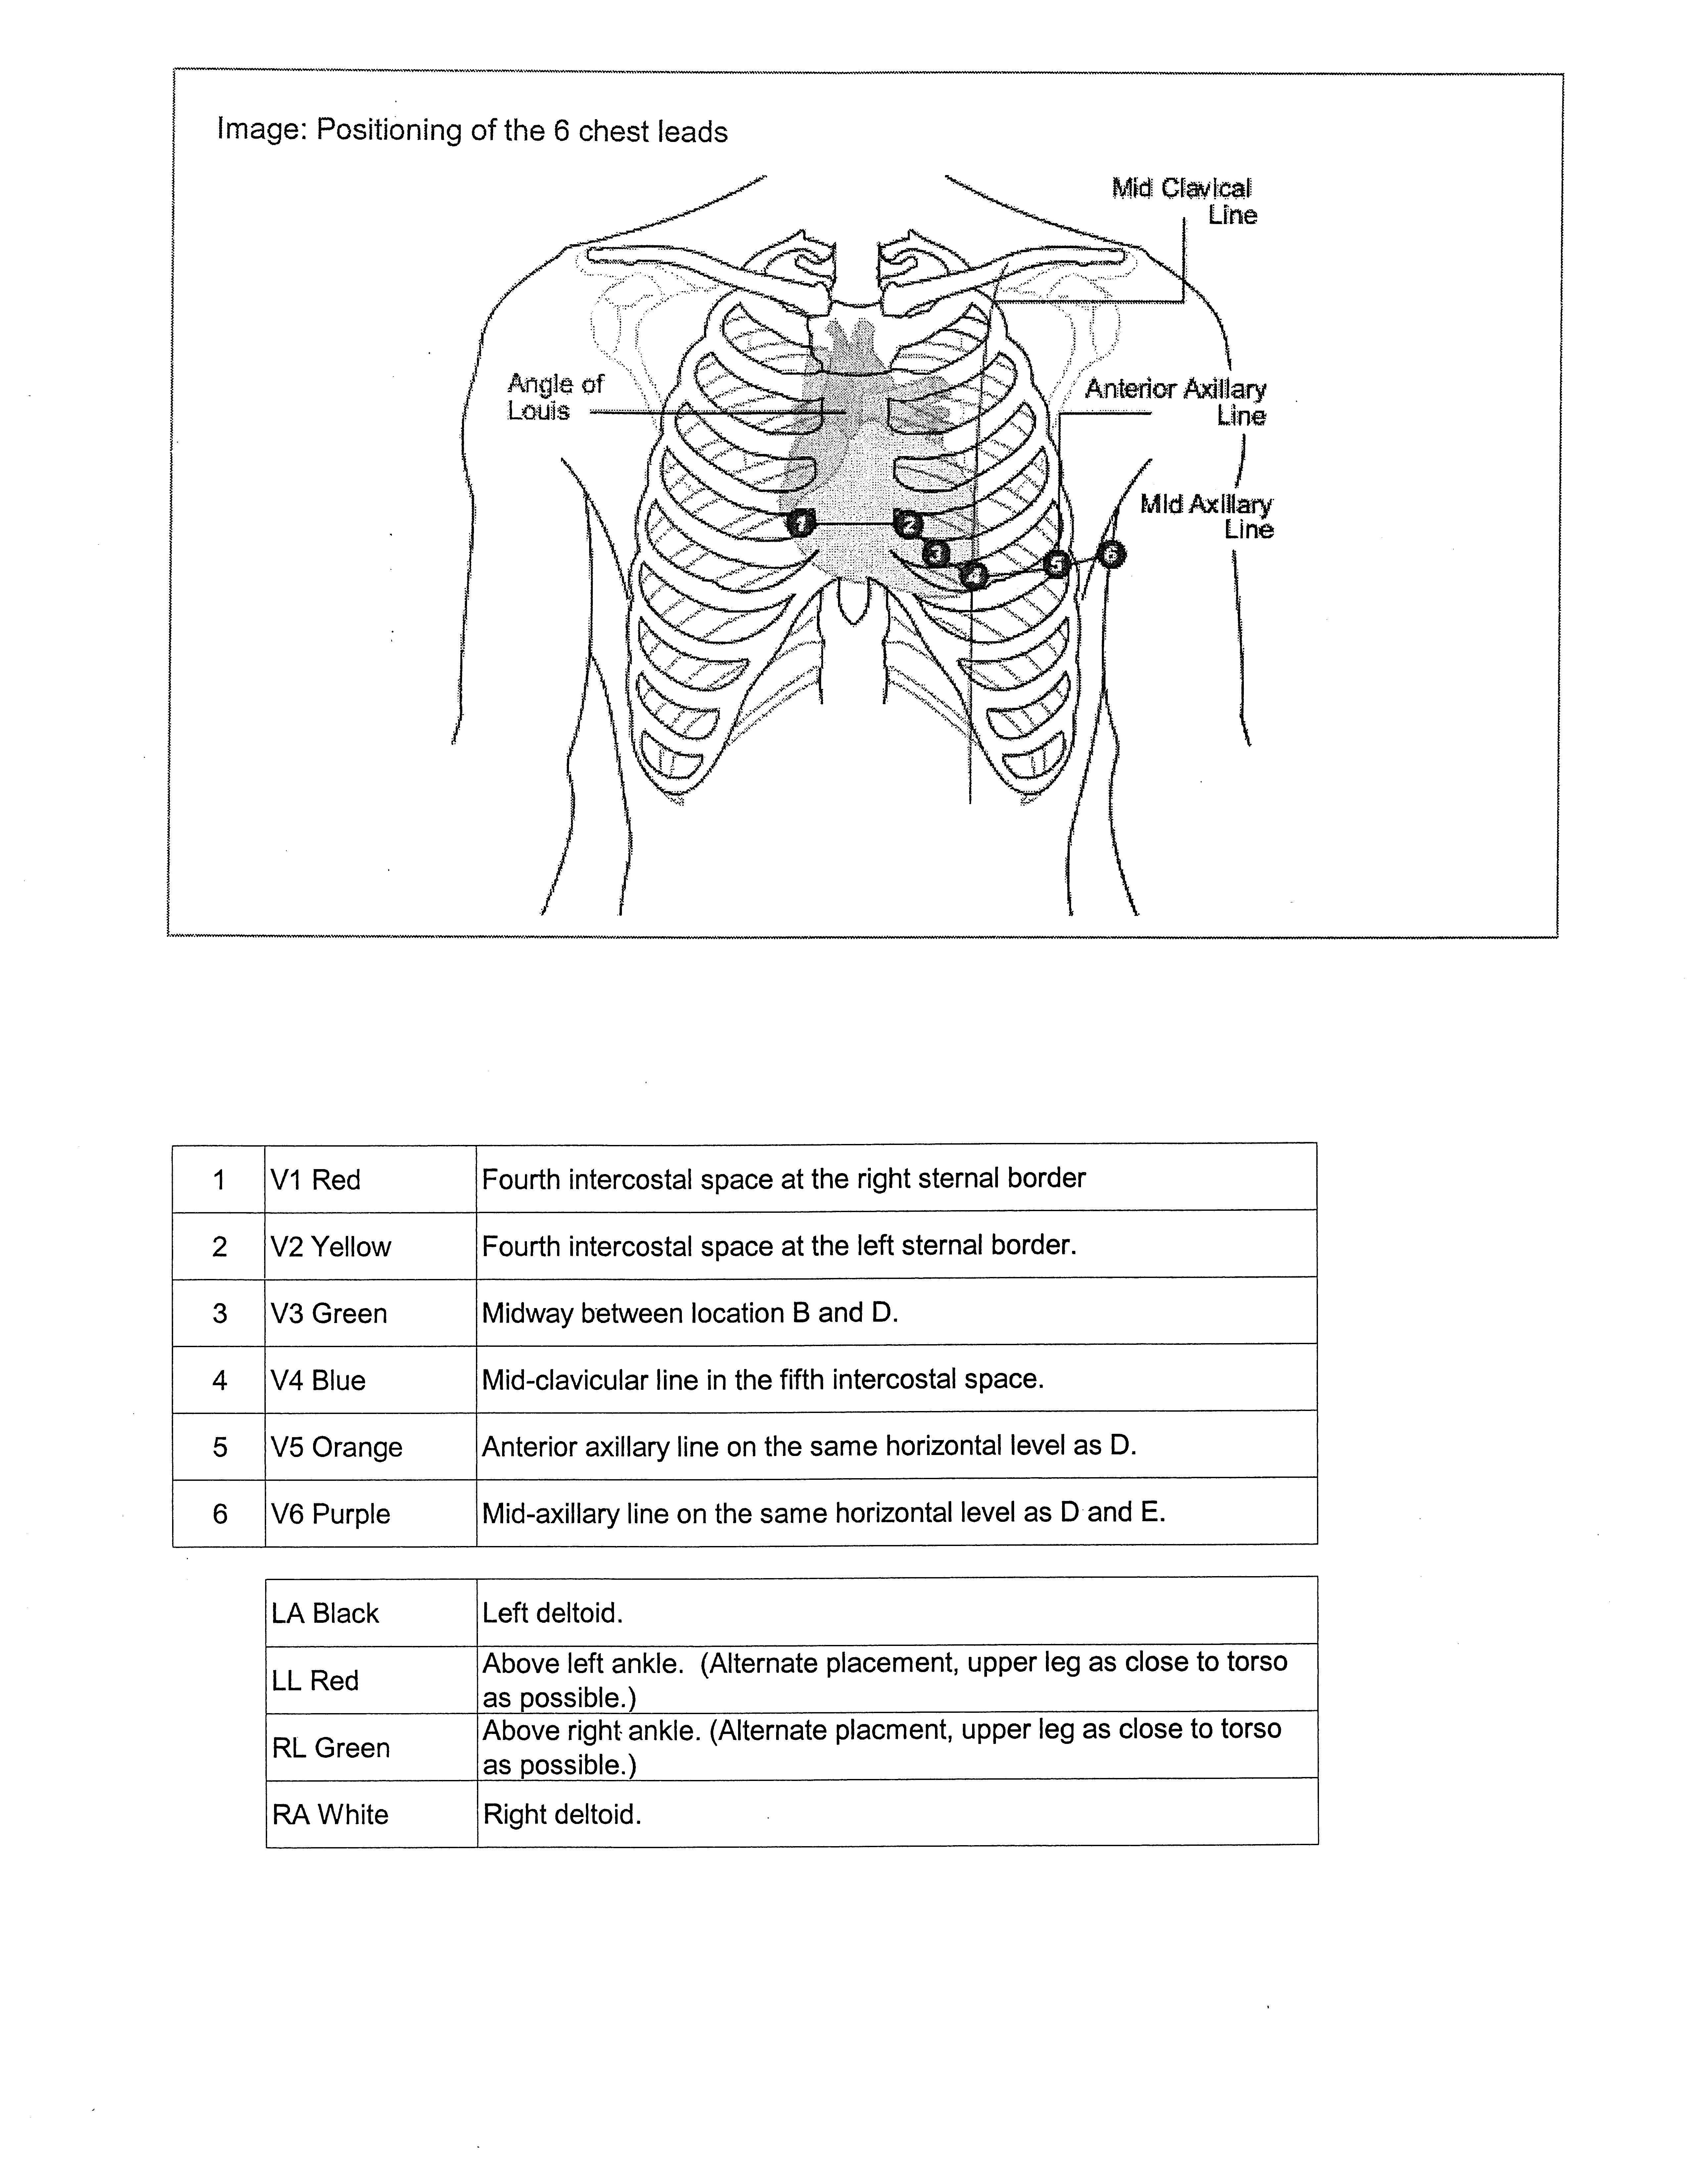 Image: Positioning of the 6 chest leads
Mid Clavical
Line
Angle of
Louis
Anterior Axillary
Line
Mid Axillary
Line
1 2 3 4 5 6
1 V1 Red Fourth intercostal space at the right sternal border
2 V2 Yellow Fourth intercostal space at the left sternal border.
3 V3 Green Midway between location B and D.
4 V4 Blue Mid-clavicular line in the fifth intercostal space.
5 V5 Orange Anterior axillary line on the same horizontal level as D.
6 V6 Purple Mid-axillary line on the same horizontal level as D and E.
LA Black Left deltoid.
LL Red Above left ankle. (Alternate placement, upper leg as close to torso
as possible.)
RL Green Above right ankle. (Alternate placment, upper leg as close to torso
as possible.)
RA White Right deltoid.